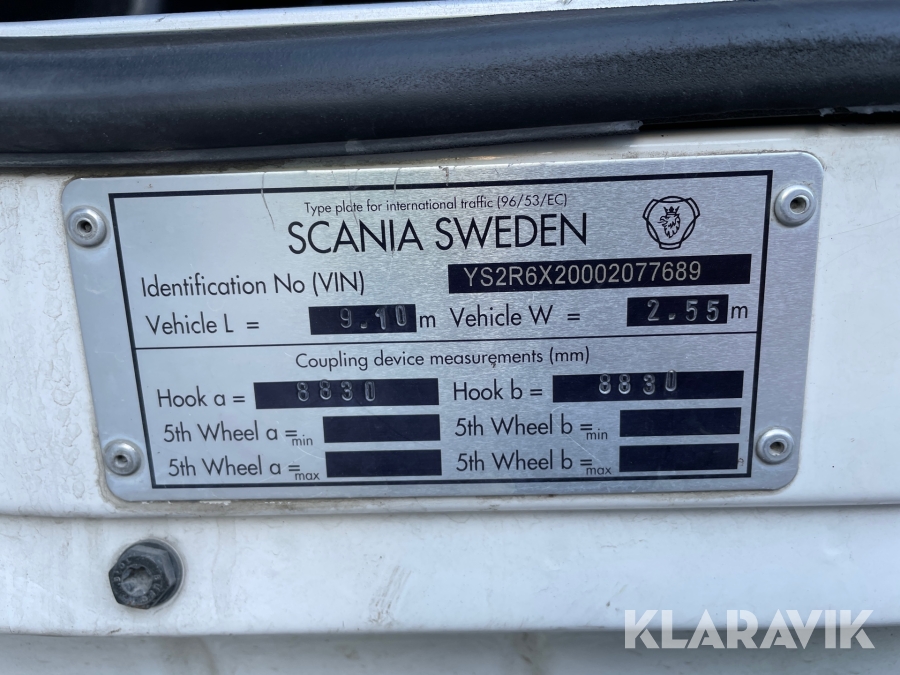 Type plate for international traffic (96/53/EC)
SCANIA SWEDEN
Identification No (VIN) YS2R6X20002077689
Vehicle L = 9.10 m Vehicle W = 2.55 m
Coupling device measurements (mm)
Hook a = 8830 Hook b = 8830
5th Wheel a =min 5th Wheel b =min
5th Wheel a =max 5th Wheel b =max
KLARAVIK